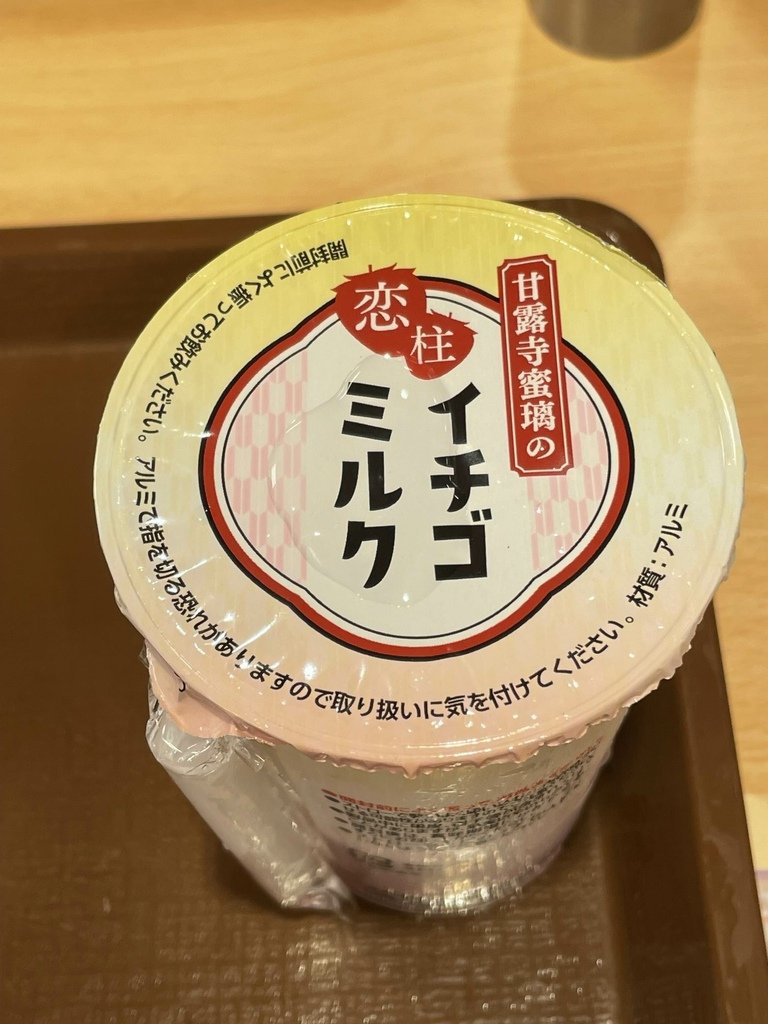 甘露寺蜜璃の
恋柱
イチゴ
ミルク
開封前によく振ってお飲みください。アルミで指を切る恐れがありますので取り扱いに気を付けてください。材質:アルミ